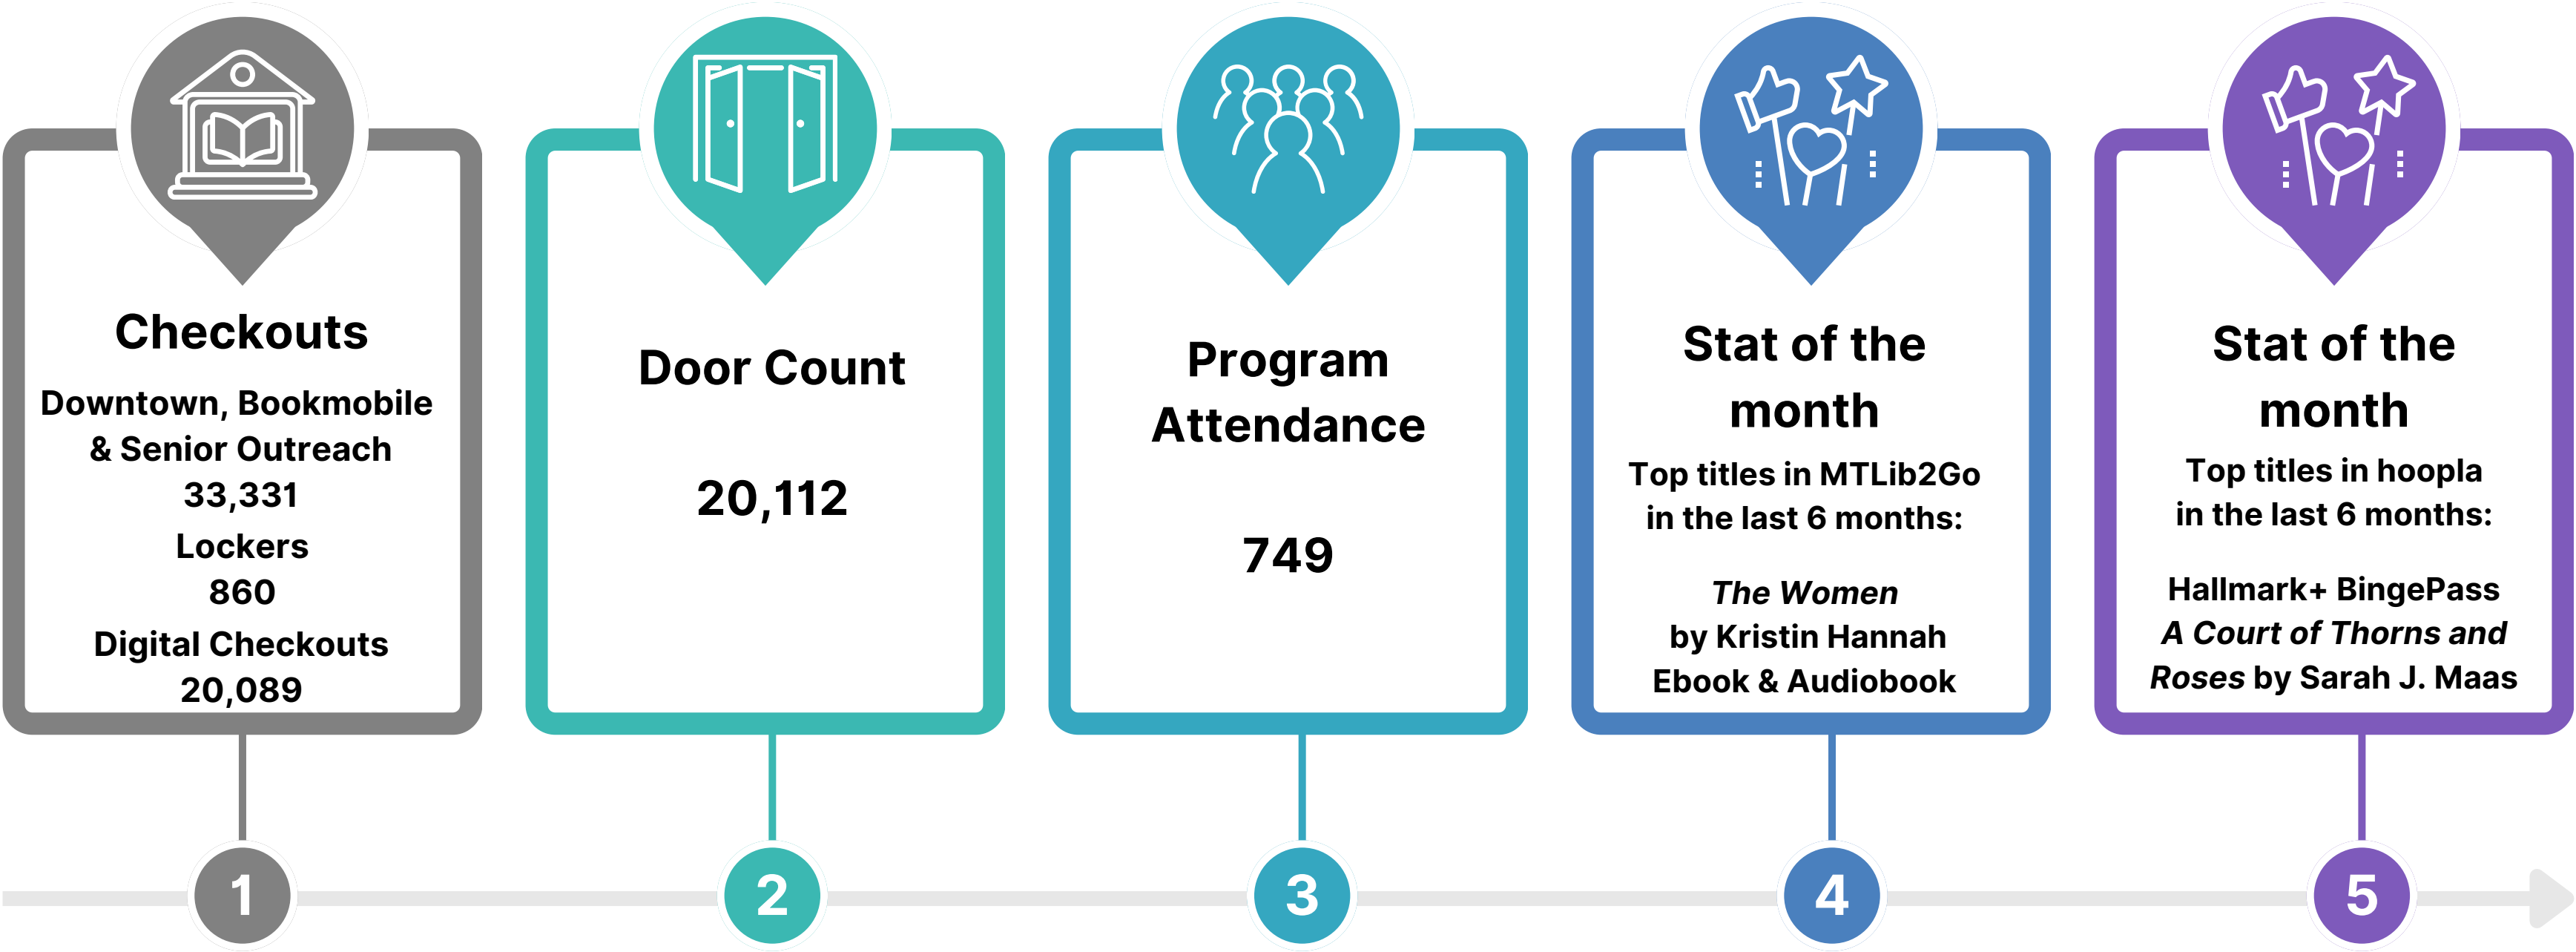 Checkouts
Downtown, Bookmobile
& Senior Outreach
33,331
Lockers
860
Digital Checkouts
20,089
Door Count
20,112
Program
Attendance
749
Stat of the
month
Top titles in MTLib2Go
in the last 6 months:
The Women
by Kristin Hannah
Ebook & Audiobook
Stat of the
month
Top titles in hoopla
in the last 6 months:
Hallmark+ BingePass
A Court of Thorns and
Roses by Sarah J. Maas
1
2
3
4
5